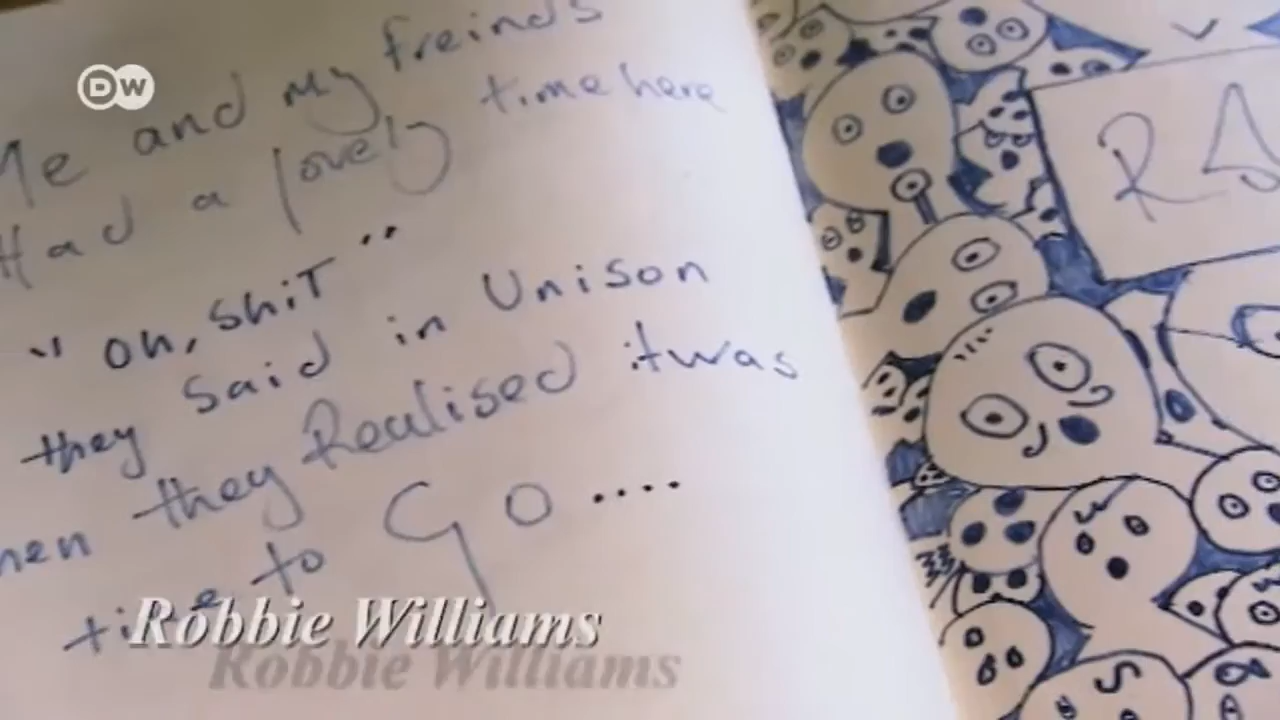 DW
Me and my freinds
Had a lovely time here
"oh, shit"
they said in Unison
when they Realised it was
time to GO ....
Robbie Williams
Robbie Williams